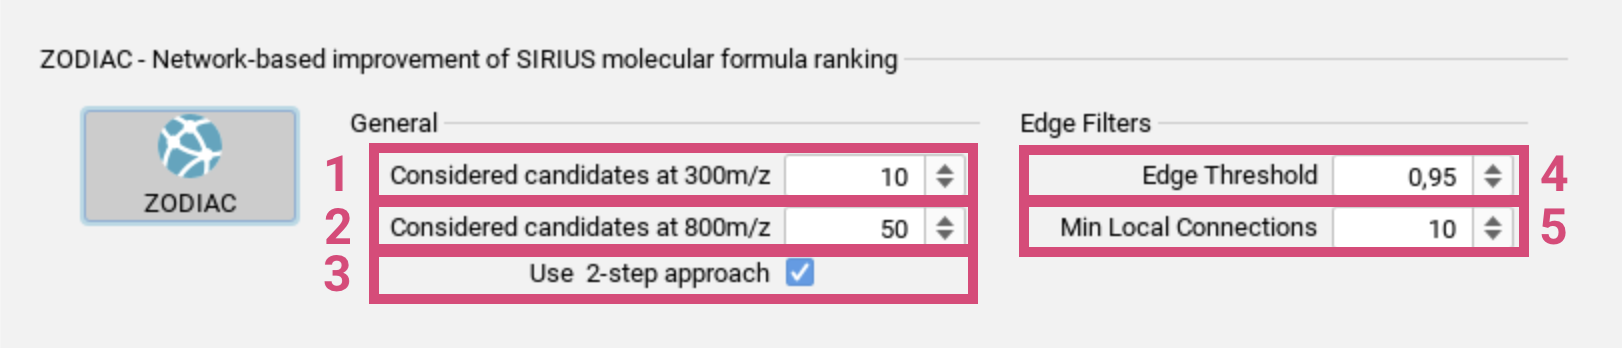 ZODIAC - Network-based improvement of SIRIUS molecular formula ranking
ZODIAC
General
1 Considered candidates at 300m/z 10
2 Considered candidates at 800m/z 50
3 Use 2-step approach
Edge Filters
Edge Threshold 0,95 4
Min Local Connections 10 5